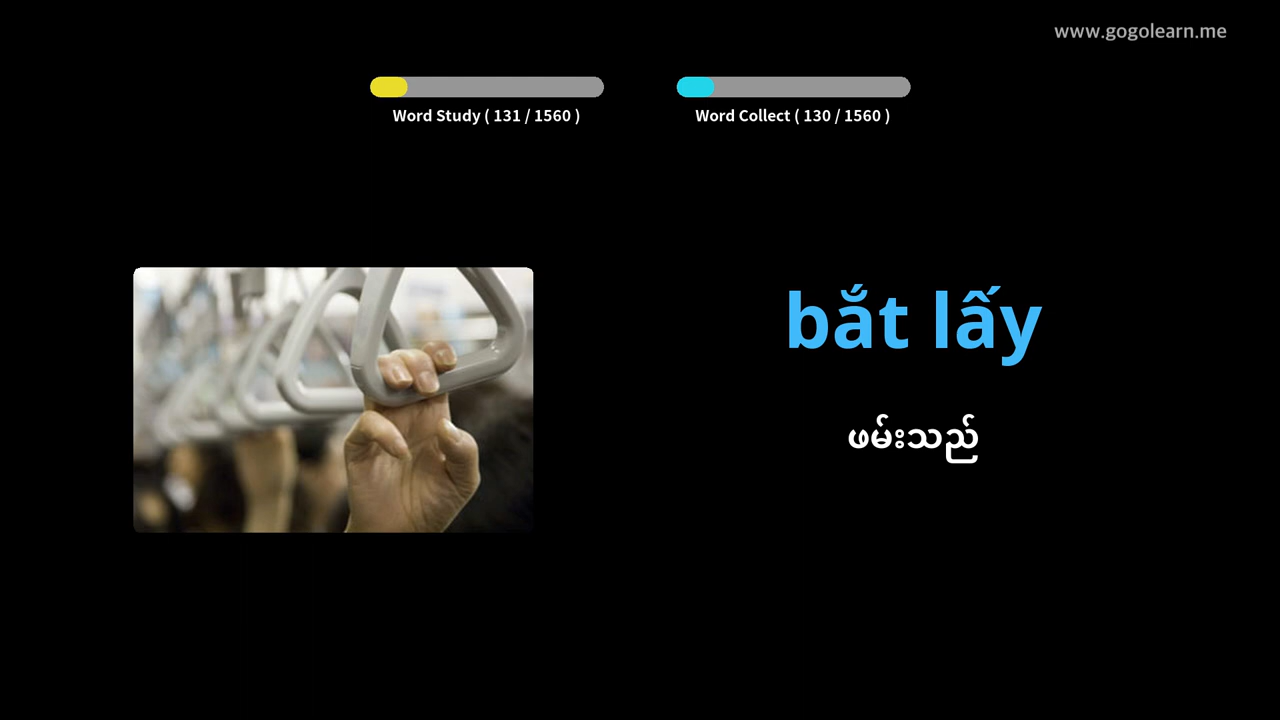 www.gogolearn.me
Word Study ( 131 / 1560 )
Word Collect ( 130 / 1560 )
bắt lấy
ဖမ်းသည်